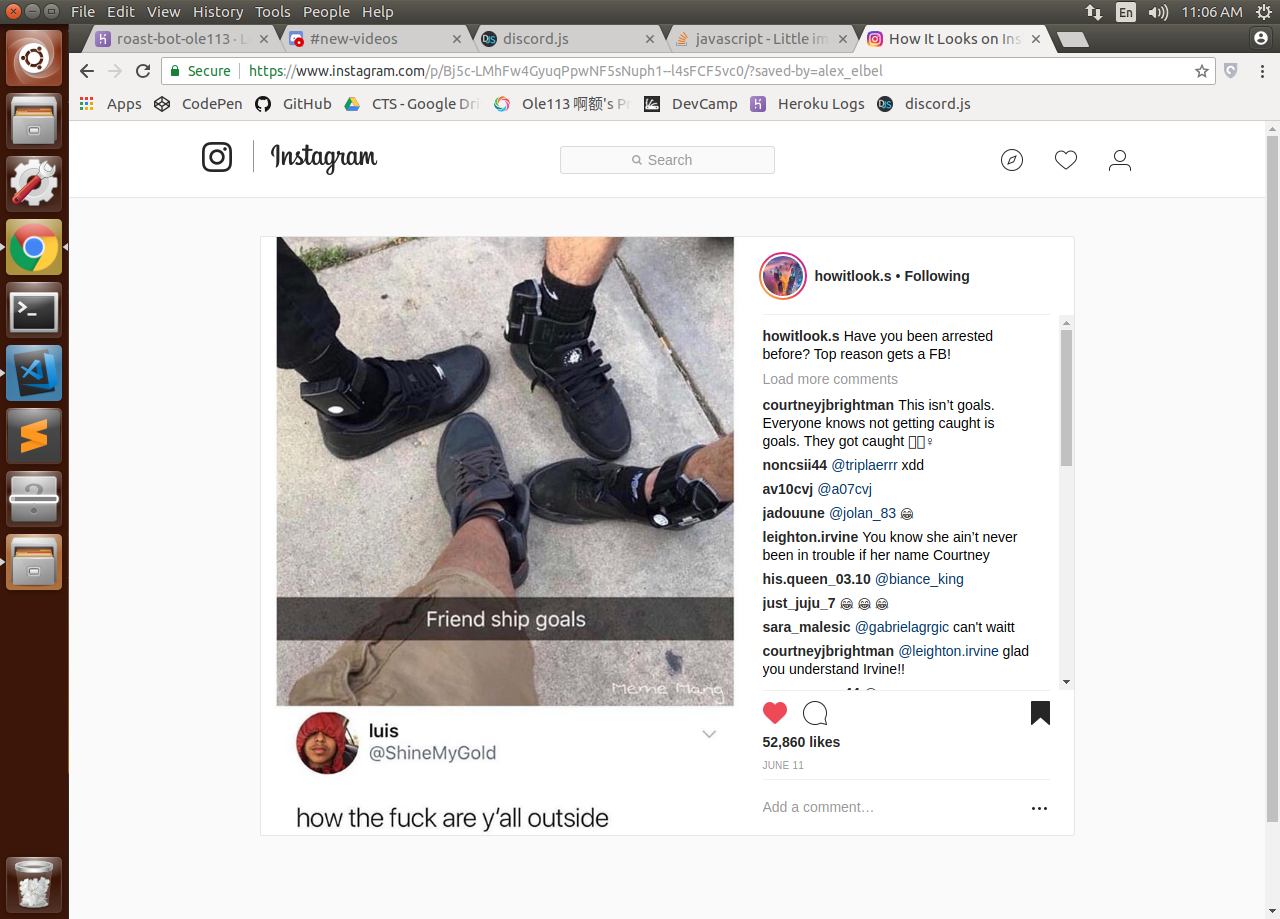 File Edit View History Tools People Help
En 11:06 AM
roast-bot-ole113 · L
#new-videos
discord.js
javascript - Little im
How It Looks on Ins
Secure https://www.instagram.com/p/Bj5c-LMhFw4GyuqPpwNF5sNuph1--l4sFCF5vc0/?saved-by=alex_elbel
Apps CodePen GitHub CTS - Google Dri Ole113 啊额's Pr DevCamp Heroku Logs discord.js
Instagram
Search
Friend ship goals
Meme Mang
luis
@ShineMyGold
how the fuck are y'all outside
howitlook.s • Following
howitlook.s Have you been arrested
before? Top reason gets a FB!
Load more comments
courtneyjbrightman This isn’t goals.
Everyone knows not getting caught is
goals. They got caught ♀
noncsii44 @triplaerrr xdd
av10cvj @a07cvj
jadouune @jolan_83 😂
leighton.irvine You know she ain’t never
been in trouble if her name Courtney
his.queen_03.10 @biance_king
just_juju_7 😂 😂 😂
sara_malesic @gabrielagrgic can't waitt
courtneyjbrightman @leighton.irvine glad
you understand Irvine!!
52,860 likes
JUNE 11
Add a comment…